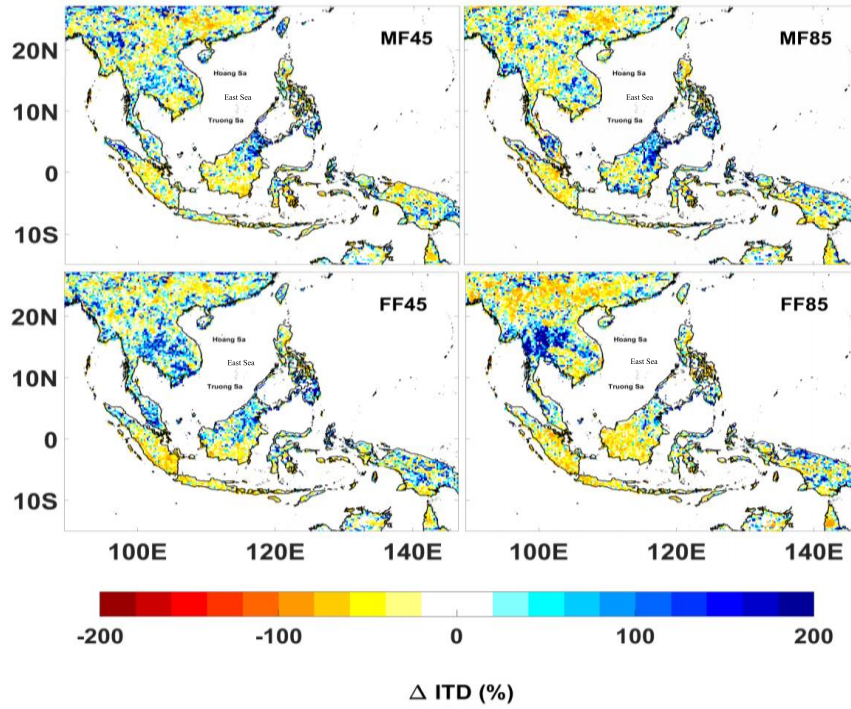 MF45
MF85
20N
Hoang Sa
Hoang Sa
10N
East Sea
East Sea
Truong Sa
Truong Sa
0
10S
FF45
FF85
20N
Hoang Sa
Hoang Sa
East Sea
East Sea
10N
Truong Sa
Truong Sa
0
10S
100E 120E 140E 100E 120E 140E
-200 -100 0 100 200
Δ ITD (%)